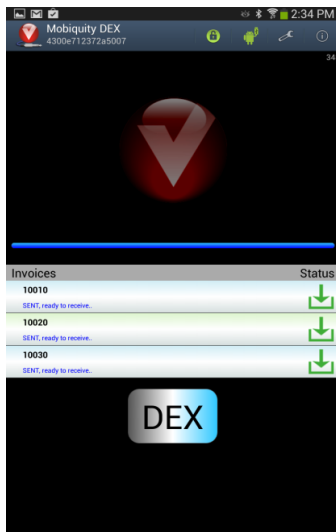 2:34 PM
Mobiquity DEX
4300e712372a5007
34
Invoices Status
10010
SENT, ready to receive..
10020
SENT, ready to receive..
10030
SENT, ready to receive..
DEX